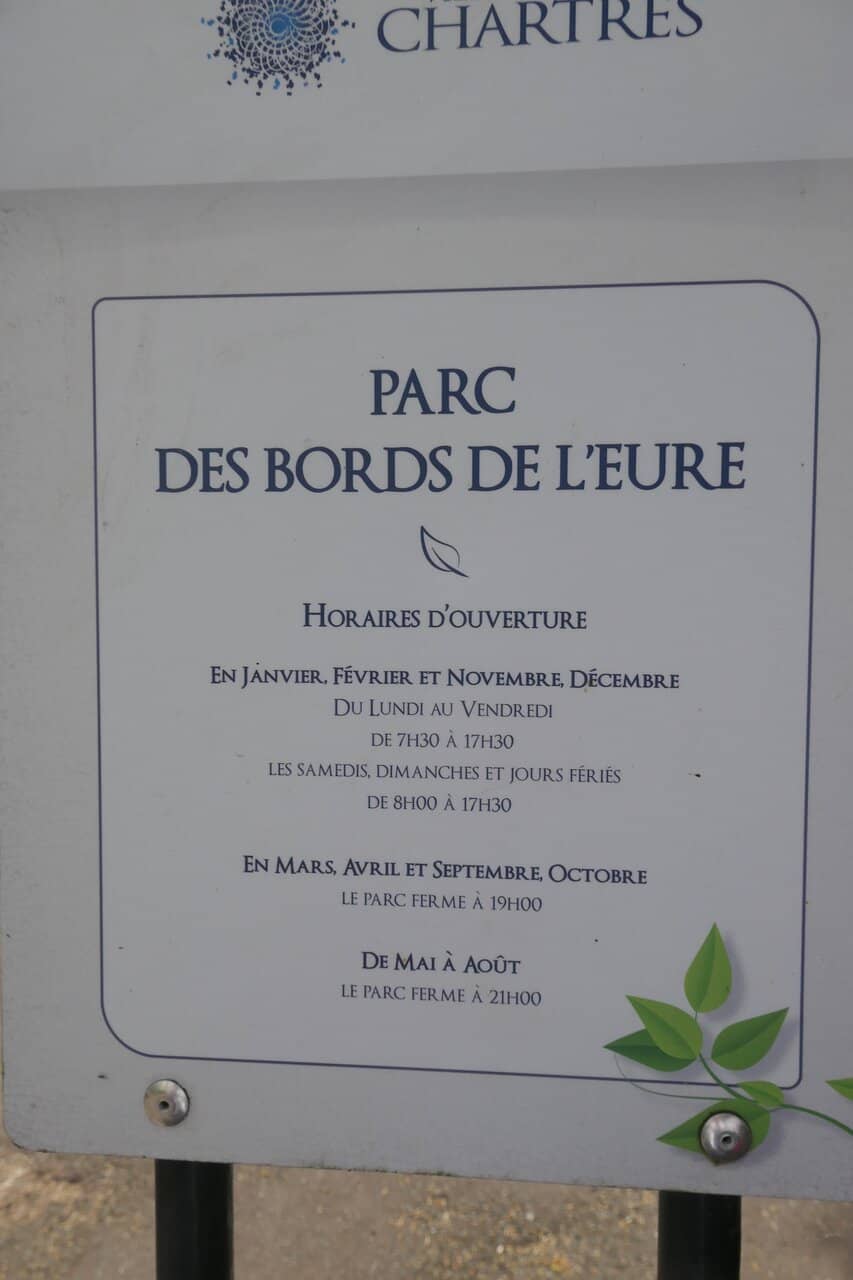 CHARTRES
PARC
DES BORDS DE L'EURE
HORAIRES D'OUVERTURE
EN JANVIER, FÉVRIER ET NOVEMBRE, DÉCEMBRE
DU LUNDI AU VENDREDI
DE 7H30 À 17H30
LES SAMEDIS, DIMANCHES ET JOURS FÉRIÉS
DE 8H00 À 17H30
EN MARS, AVRIL ET SEPTEMBRE, OCTOBRE
LE PARC FERME À 19H00
DE MAI À AOÛT
LE PARC FERME À 21H00